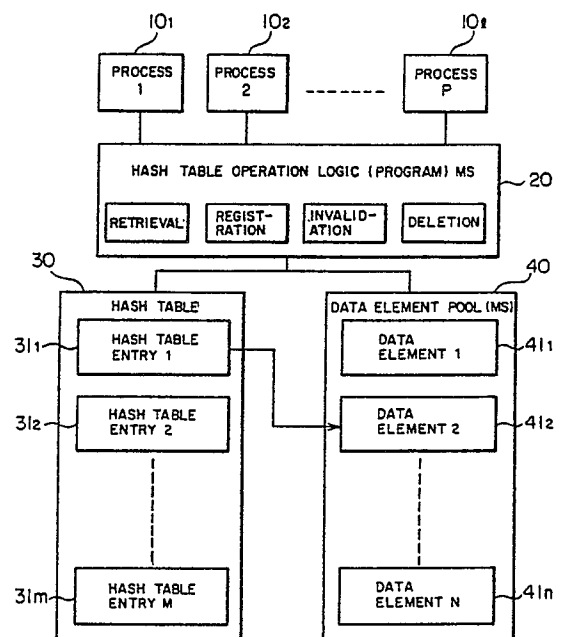 10₁
10₂
10ℓ
PROCESS
1
PROCESS
2
PROCESS
P
HASH TABLE OPERATION LOGIC (PROGRAM) MS
20
RETRIEVAL
REGIST-
RATION
INVALID-
ATION
DELETION
30
40
HASH TABLE
DATA ELEMENT POOL (MS)
31₁
HASH TABLE
ENTRY 1
DATA
ELEMENT 1
41₁
31₂
HASH TABLE
ENTRY 2
DATA
ELEMENT 2
41₂
31m
HASH TABLE
ENTRY M
DATA
ELEMENT N
41n